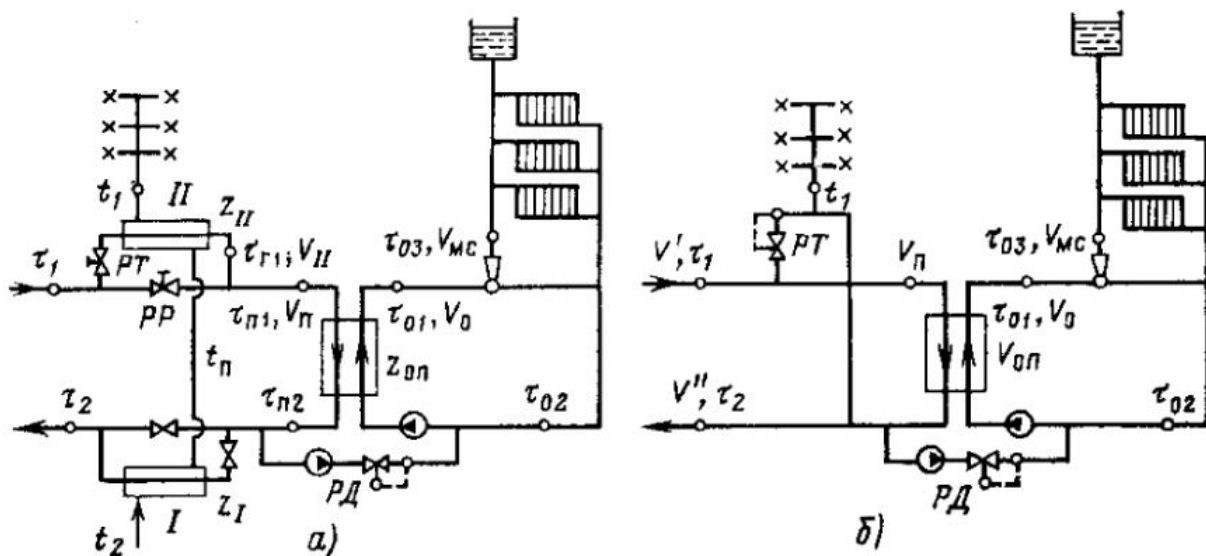 t₁ II z_II
τ₁ РТ τ_Г1, V_II
РР
τ_П1, V_П
τ₀₃, V_МС
τ₀₁, V₀
z_ОП
t_П
τ₂ τ_П2 τ₀₂
РД
z_I
I
t₂
а)
t₁
РТ
V′, τ₁ V_П
τ₀₃, V_МС
τ₀₁, V₀
V_ОП
V″, τ₂ τ₀₂
РД
б)